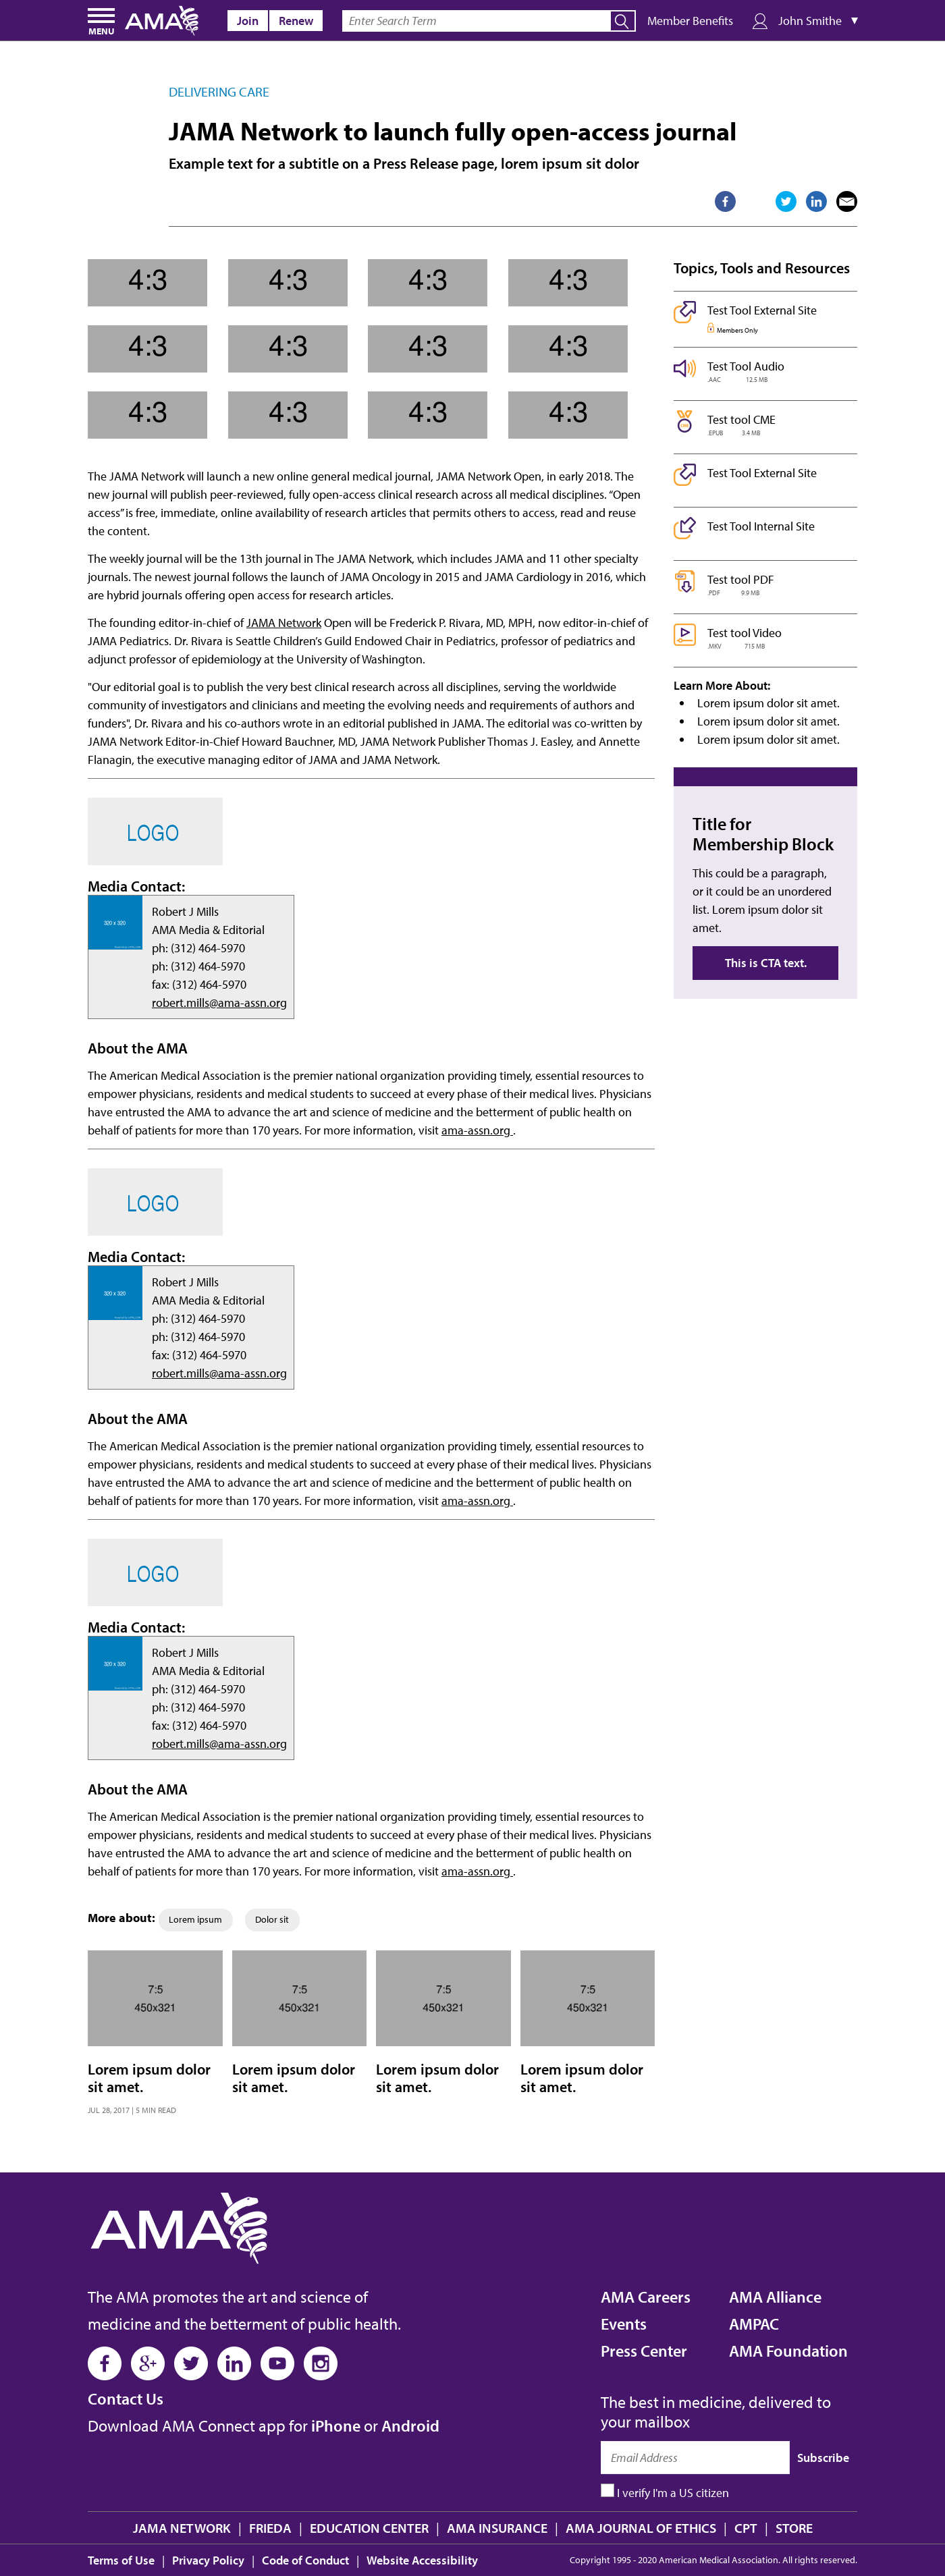 MENU
AMA
Join
Renew
Enter Search Term
Member Benefits
John Smithe
DELIVERING CARE
JAMA Network to launch fully open-access journal
Example text for a subtitle on a Press Release page, lorem ipsum sit dolor
4:3 4:3 4:3 4:3
4:3 4:3 4:3 4:3
4:3 4:3 4:3 4:3
The JAMA Network will launch a new online general medical journal, JAMA Network Open, in early 2018. The
new journal will publish peer-reviewed, fully open-access clinical research across all medical disciplines. “Open
access” is free, immediate, online availability of research articles that permits others to access, read and reuse
the content.
The weekly journal will be the 13th journal in The JAMA Network, which includes JAMA and 11 other specialty
journals. The newest journal follows the launch of JAMA Oncology in 2015 and JAMA Cardiology in 2016, which
are hybrid journals offering open access for research articles.
The founding editor-in-chief of JAMA Network Open will be Frederick P. Rivara, MD, MPH, now editor-in-chief of
JAMA Pediatrics. Dr. Rivara is Seattle Children’s Guild Endowed Chair in Pediatrics, professor of pediatrics and
adjunct professor of epidemiology at the University of Washington.
"Our editorial goal is to publish the very best clinical research across all disciplines, serving the worldwide
community of investigators and clinicians and meeting the evolving needs and requirements of authors and
funders", Dr. Rivara and his co-authors wrote in an editorial published in JAMA. The editorial was co-written by
JAMA Network Editor-in-Chief Howard Bauchner, MD, JAMA Network Publisher Thomas J. Easley, and Annette
Flanagin, the executive managing editor of JAMA and JAMA Network.
LOGO
Media Contact:
320 x 320
Robert J Mills
AMA Media & Editorial
ph: (312) 464-5970
ph: (312) 464-5970
fax: (312) 464-5970
robert.mills@ama-assn.org
About the AMA
The American Medical Association is the premier national organization providing timely, essential resources to
empower physicians, residents and medical students to succeed at every phase of their medical lives. Physicians
have entrusted the AMA to advance the art and science of medicine and the betterment of public health on
behalf of patients for more than 170 years. For more information, visit ama-assn.org .
LOGO
Media Contact:
320 x 320
Robert J Mills
AMA Media & Editorial
ph: (312) 464-5970
ph: (312) 464-5970
fax: (312) 464-5970
robert.mills@ama-assn.org
About the AMA
The American Medical Association is the premier national organization providing timely, essential resources to
empower physicians, residents and medical students to succeed at every phase of their medical lives. Physicians
have entrusted the AMA to advance the art and science of medicine and the betterment of public health on
behalf of patients for more than 170 years. For more information, visit ama-assn.org .
LOGO
Media Contact:
320 x 320
Robert J Mills
AMA Media & Editorial
ph: (312) 464-5970
ph: (312) 464-5970
fax: (312) 464-5970
robert.mills@ama-assn.org
About the AMA
The American Medical Association is the premier national organization providing timely, essential resources to
empower physicians, residents and medical students to succeed at every phase of their medical lives. Physicians
have entrusted the AMA to advance the art and science of medicine and the betterment of public health on
behalf of patients for more than 170 years. For more information, visit ama-assn.org .
More about: Lorem ipsum Dolor sit
7:5 7:5 7:5 7:5
450x321 450x321 450x321 450x321
Lorem ipsum dolor Lorem ipsum dolor Lorem ipsum dolor Lorem ipsum dolor
sit amet. sit amet. sit amet. sit amet.
JUL 28, 2017 | 5 MIN READ
Topics, Tools and Resources
Test Tool External Site
Members Only
Test Tool Audio
.AAC 12.5 MB
Test tool CME
.EPUB 3.4 MB
Test Tool External Site
Test Tool Internal Site
Test tool PDF
.PDF 9.9 MB
Test tool Video
.MKV 715 MB
Learn More About:
Lorem ipsum dolor sit amet.
Lorem ipsum dolor sit amet.
Lorem ipsum dolor sit amet.
Title for
Membership Block
This could be a paragraph,
or it could be an unordered
list. Lorem ipsum dolor sit
amet.
This is CTA text.
AMA
The AMA promotes the art and science of
medicine and the betterment of public health.
Contact Us
Download AMA Connect app for iPhone or Android
AMA Careers
Events
Press Center
AMA Alliance
AMPAC
AMA Foundation
The best in medicine, delivered to
your mailbox
Email Address
Subscribe
I verify I'm a US citizen
JAMA NETWORK | FRIEDA | EDUCATION CENTER | AMA INSURANCE | AMA JOURNAL OF ETHICS | CPT | STORE
Terms of Use | Privacy Policy | Code of Conduct | Website Accessibility
Copyright 1995 - 2020 American Medical Association. All rights reserved.